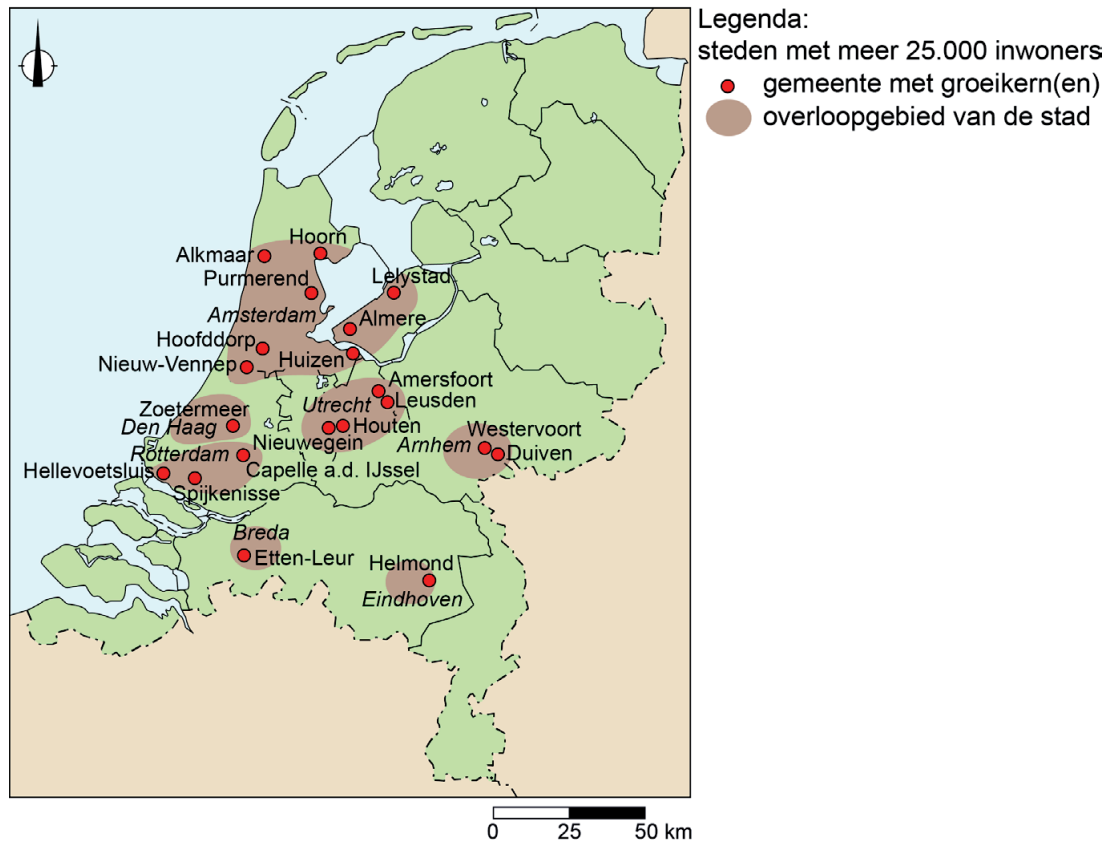 Legenda:
steden met meer 25.000 inwoners
gemeente met groeikern(en)
overloopgebied van de stad
Hoorn
Alkmaar
Purmerend
Lelystad
Amsterdam
Almere
Hoofddorp
Nieuw-Vennep
Huizen
Amersfoort
Leusden
Utrecht
Zoetermeer
Den Haag
Houten
Nieuwegein
Westervoort
Arnhem
Duiven
Rotterdam
Hellevoetsluis
Capelle a.d. IJssel
Spijkenisse
Breda
Etten-Leur
Helmond
Eindhoven
0 25 50 km